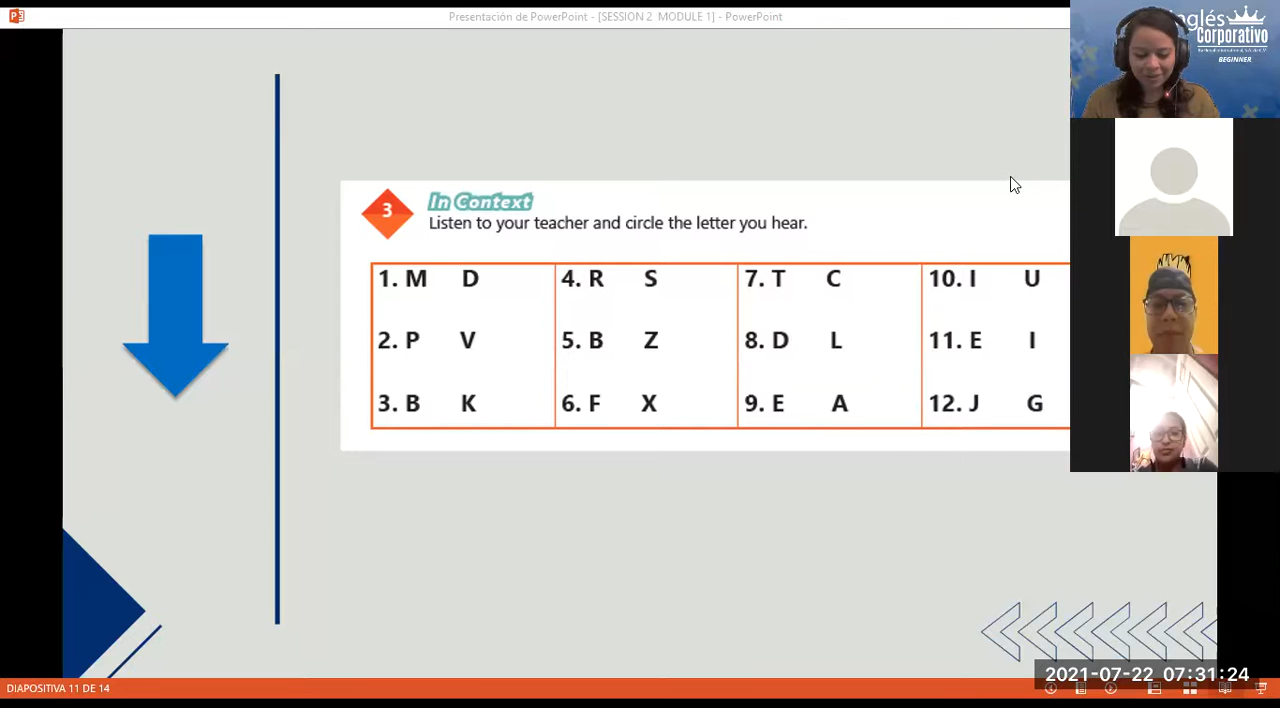 Presentación de PowerPoint - [SESSION 2 MODULE 1] - PowerPoint
inglés
Corporativo
BEGINNER
3
In Context
Listen to your teacher and circle the letter you hear.
1. M D 4. R S 7. T C 10. I U
2. P V 5. B Z 8. D L 11. E I
3. B K 6. F X 9. E A 12. J G
2021-07-22 07:31:24
DIAPOSITIVA 11 DE 14